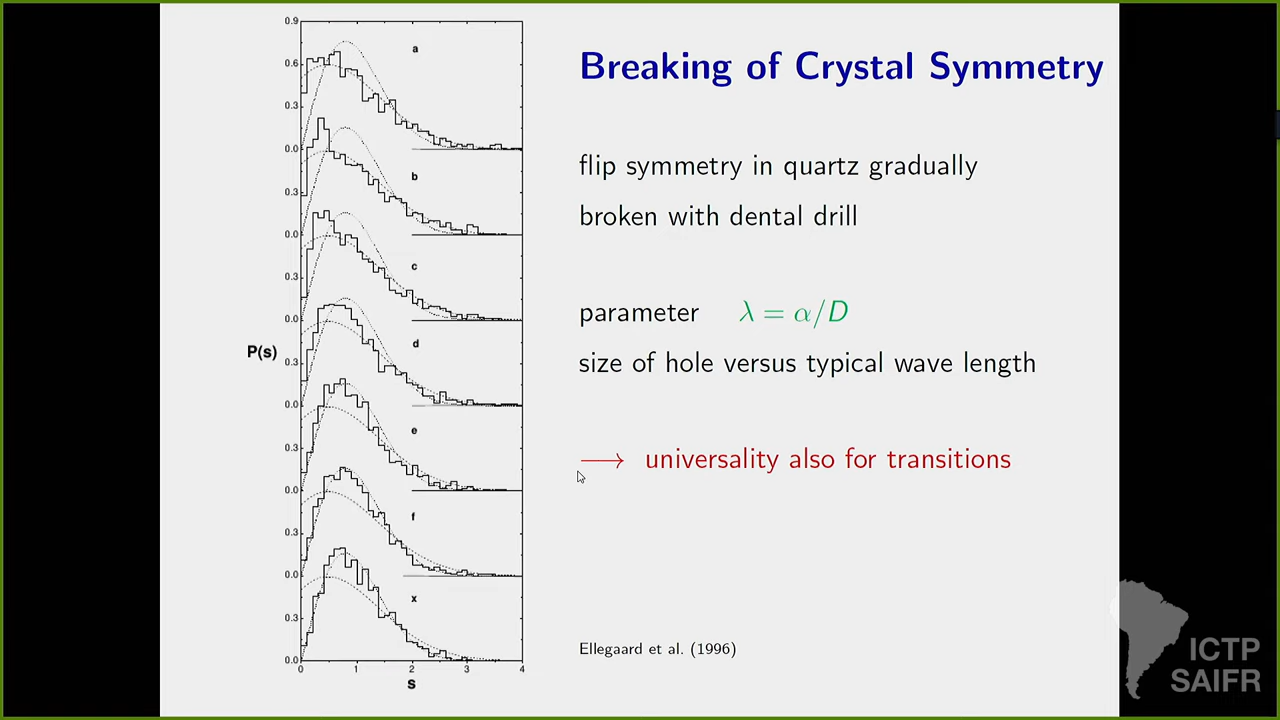 Breaking of Crystal Symmetry
flip symmetry in quartz gradually
broken with dental drill
parameter λ = α/D
size of hole versus typical wave length
⟶ universality also for transitions
Ellegaard et al. (1996)
P(s)
0.9
0.6
0.3
0.0
0.3
0.0
0.3
0.0
0.3
0.0
0.3
0.0
0.3
0.0
0.3
0.0
a
b
c
d
e
f
x
0 1 2 3 4
s
ICTP
SAIFR